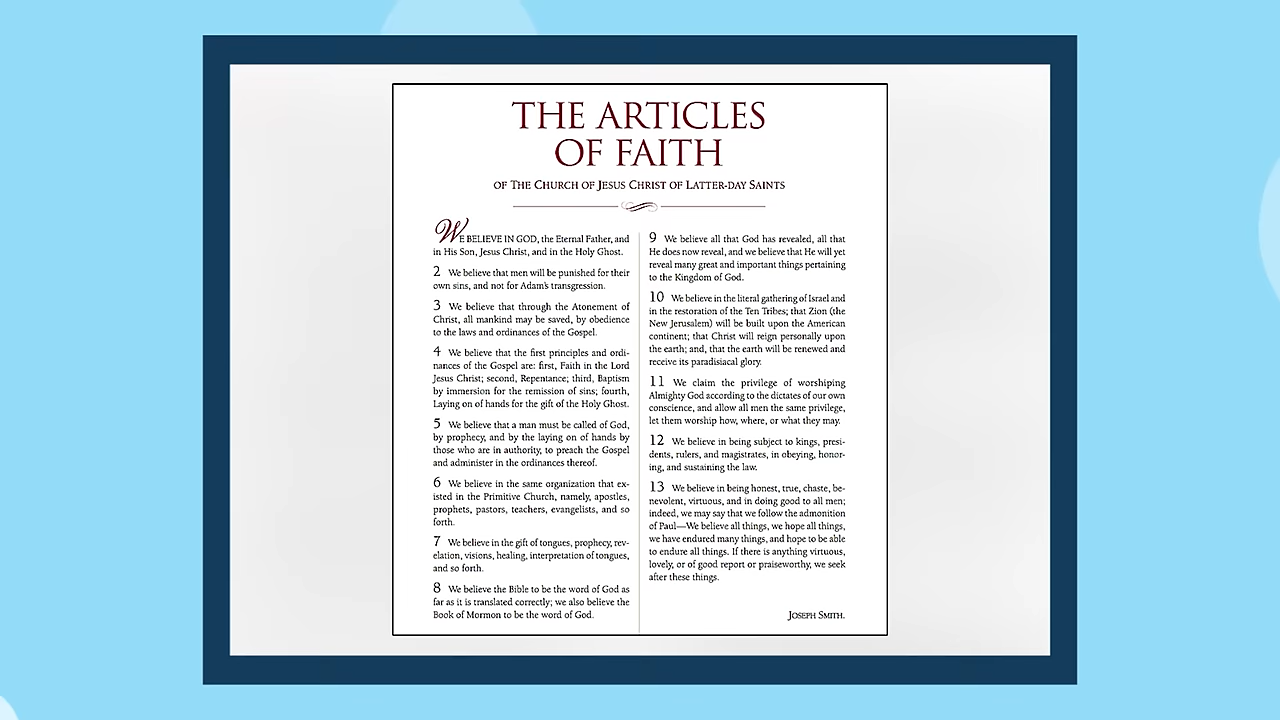 THE ARTICLES
OF FAITH
OF THE CHURCH OF JESUS CHRIST OF LATTER-DAY SAINTS
WE BELIEVE IN GOD, the Eternal Father, and
in His Son, Jesus Christ, and in the Holy Ghost.
2 We believe that men will be punished for their
own sins, and not for Adam's transgression.
3 We believe that through the Atonement of
Christ, all mankind may be saved, by obedience
to the laws and ordinances of the Gospel.
4 We believe that the first principles and ordi-
nances of the Gospel are: first, Faith in the Lord
Jesus Christ; second, Repentance; third, Baptism
by immersion for the remission of sins; fourth,
Laying on of hands for the gift of the Holy Ghost.
5 We believe that a man must be called of God,
by prophecy, and by the laying on of hands by
those who are in authority, to preach the Gospel
and administer in the ordinances thereof.
6 We believe in the same organization that ex-
isted in the Primitive Church, namely, apostles,
prophets, pastors, teachers, evangelists, and so
forth.
7 We believe in the gift of tongues, prophecy, rev-
elation, visions, healing, interpretation of tongues,
and so forth.
8 We believe the Bible to be the word of God as
far as it is translated correctly; we also believe the
Book of Mormon to be the word of God.
9 We believe all that God has revealed, all that
He does now reveal, and we believe that He will yet
reveal many great and important things pertaining
to the Kingdom of God.
10 We believe in the literal gathering of Israel and
in the restoration of the Ten Tribes; that Zion (the
New Jerusalem) will be built upon the American
continent; that Christ will reign personally upon
the earth; and, that the earth will be renewed and
receive its paradisiacal glory.
11 We claim the privilege of worshiping
Almighty God according to the dictates of our own
conscience, and allow all men the same privilege,
let them worship how, where, or what they may.
12 We believe in being subject to kings, presi-
dents, rulers, and magistrates, in obeying, honor-
ing, and sustaining the law.
13 We believe in being honest, true, chaste, be-
nevolent, virtuous, and in doing good to all men;
indeed, we may say that we follow the admonition
of Paul—We believe all things, we hope all things,
we have endured many things, and hope to be able
to endure all things. If there is anything virtuous,
lovely, or of good report or praiseworthy, we seek
after these things.
JOSEPH SMITH.